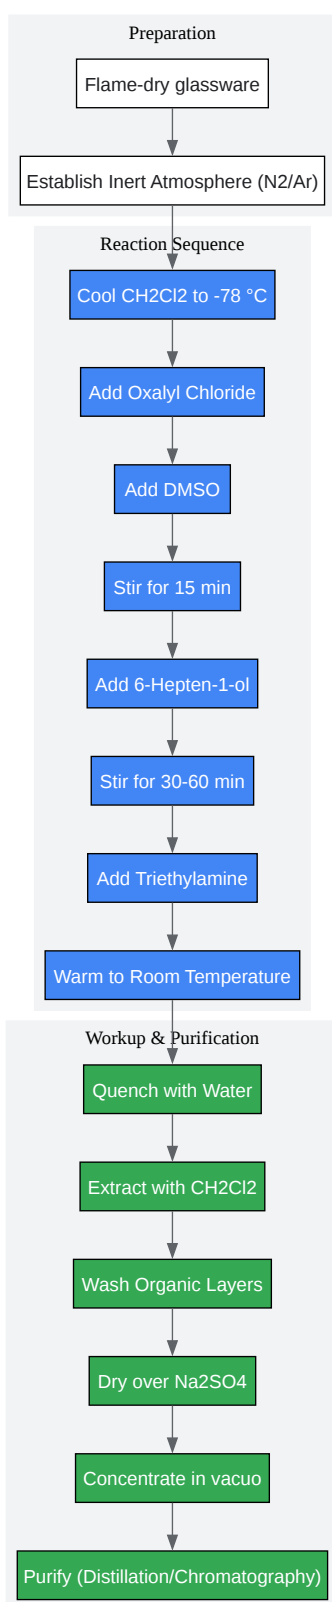 Preparation
Flame-dry glassware
Establish Inert Atmosphere (N2/Ar)
Reaction Sequence
Cool CH2Cl2 to -78 °C
Add Oxalyl Chloride
Add DMSO
Stir for 15 min
Add 6-Hepten-1-ol
Stir for 30-60 min
Add Triethylamine
Warm to Room Temperature
Workup & Purification
Quench with Water
Extract with CH2Cl2
Wash Organic Layers
Dry over Na2SO4
Concentrate in vacuo
Purify (Distillation/Chromatography)